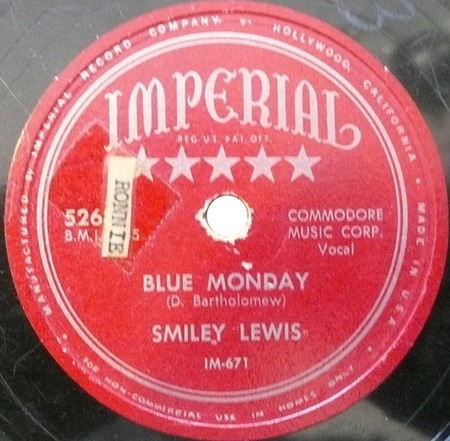 MANUFACTURED BY IMPERIAL RECORD COMPANY • HOLLYWOOD, CALIFORNIA • MADE IN U.S.A.
IMPERIAL
REG. U.S. PAT. OFF.
★★★★★
RONNIE
526
B.M.I. 5
COMMODORE
MUSIC CORP.
Vocal
BLUE MONDAY
(D. Bartholomew)
SMILEY LEWIS
IM-671
FOR NON-COMMERCIAL USE IN HOMES ONLY